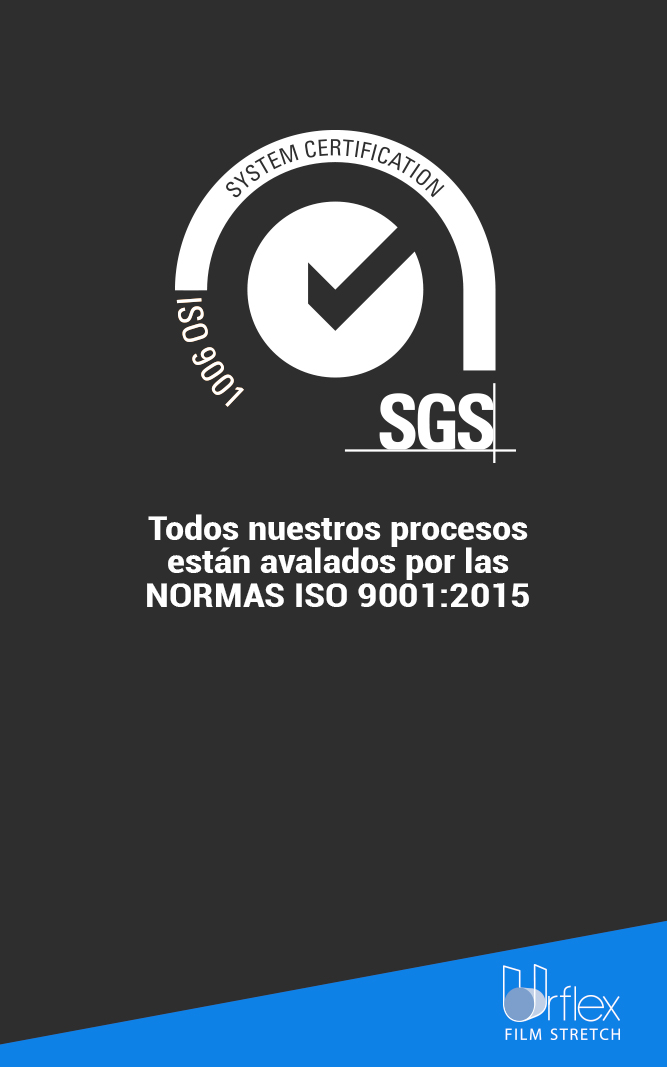 SYSTEM CERTIFICATION
ISO 9001
SGS
Todos nuestros procesos
están avalados por las
NORMAS ISO 9001:2015
Urflex
FILM STRETCH